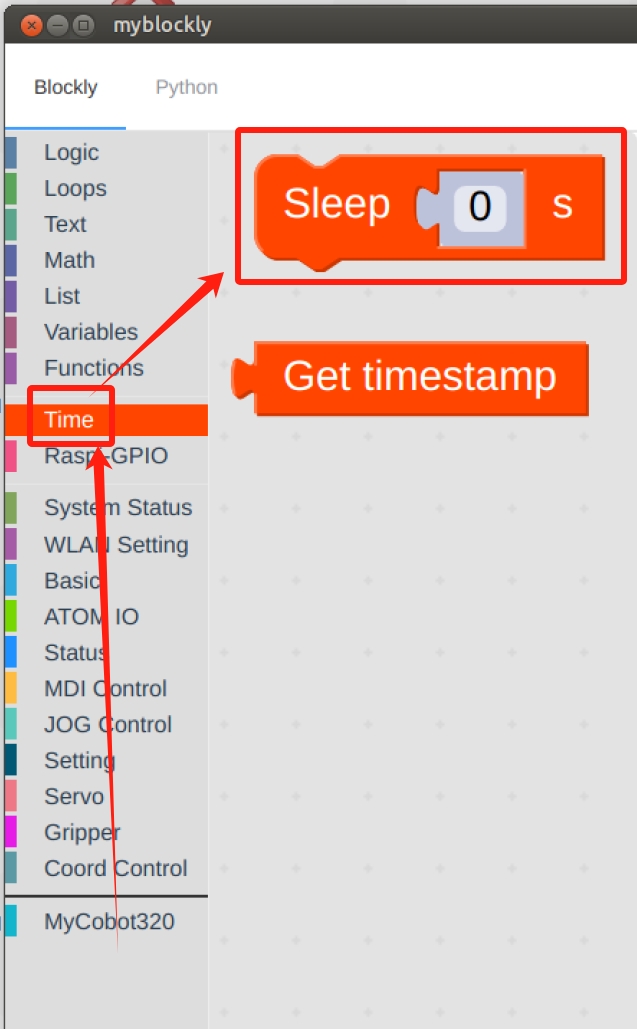 myblockly
Blockly Python
Logic
Loops
Text
Math
List
Variables
Functions
Time
Raspi-GPIO
System Status
WLAN Setting
Basic
ATOM IO
Status
MDI Control
JOG Control
Setting
Servo
Gripper
Coord Control
MyCobot320
Sleep 0 s
Get timestamp